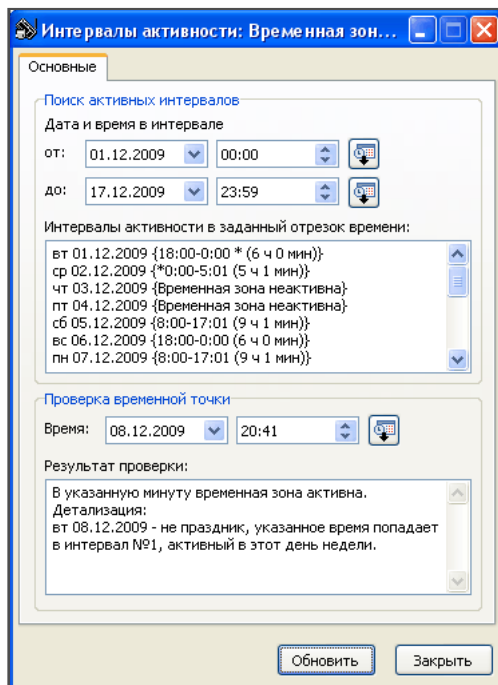 Интервалы активности: Временная зон...
Основные
Поиск активных интервалов
Дата и время в интервале
от: 01.12.2009 00:00
до: 17.12.2009 23:59
Интервалы активности в заданный отрезок времени:
вт 01.12.2009 {18:00-0:00 * (6 ч 0 мин)}
ср 02.12.2009 {*0:00-5:01 (5 ч 1 мин)}
чт 03.12.2009 {Временная зона неактивна}
пт 04.12.2009 {Временная зона неактивна}
сб 05.12.2009 {8:00-17:01 (9 ч 1 мин)}
вс 06.12.2009 {18:00-0:00 (6 ч 0 мин)}
пн 07.12.2009 {8:00-17:01 (9 ч 1 мин)}
Проверка временной точки
Время: 08.12.2009 20:41
Результат проверки:
В указанную минуту временная зона активна.
Детализация:
вт 08.12.2009 - не праздник, указанное время попадает
в интервал №1, активный в этот день недели.
Обновить Закрыть